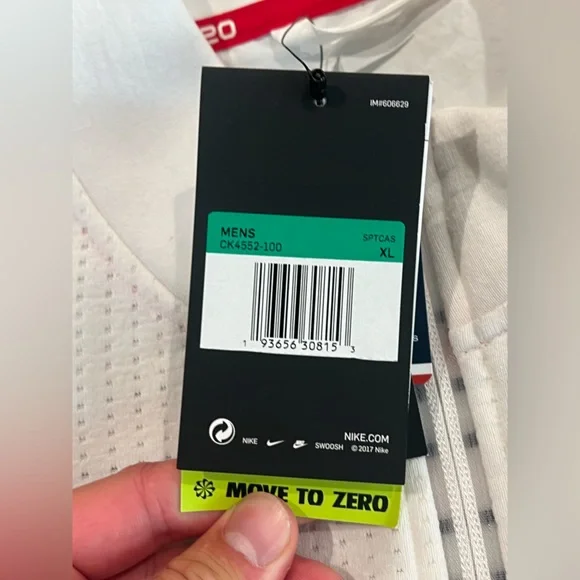 20
IM#606629
MENS
SPTCAS
CK4552-100
XL
1 93656 30815 3
NIKE SWOOSH
NIKE.COM
© 2017 Nike
MOVE TO ZERO